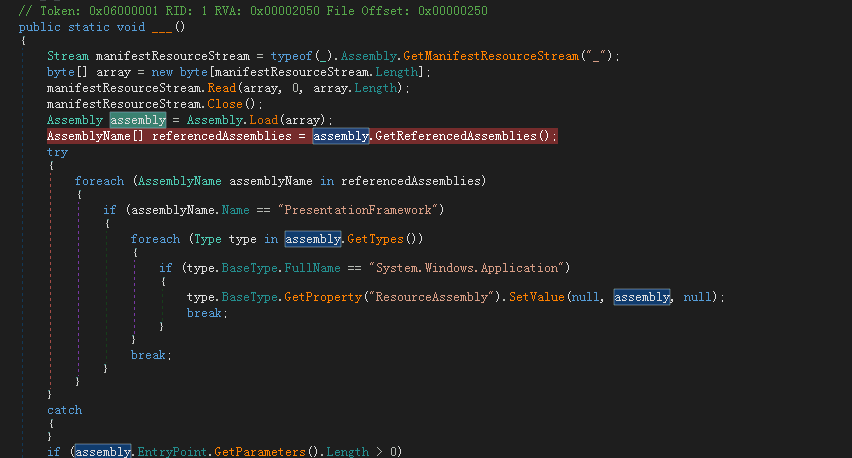 // Token: 0x06000001 RID: 1 RVA: 0x00002050 File Offset: 0x00000250
public static void ___()
{
Stream manifestResourceStream = typeof(_).Assembly.GetManifestResourceStream("_");
byte[] array = new byte[manifestResourceStream.Length];
manifestResourceStream.Read(array, 0, array.Length);
manifestResourceStream.Close();
Assembly assembly = Assembly.Load(array);
AssemblyName[] referencedAssemblies = assembly.GetReferencedAssemblies();
try
{
foreach (AssemblyName assemblyName in referencedAssemblies)
{
if (assemblyName.Name == "PresentationFramework")
{
foreach (Type type in assembly.GetTypes())
{
if (type.BaseType.FullName == "System.Windows.Application")
{
type.BaseType.GetProperty("ResourceAssembly").SetValue(null, assembly, null);
break;
}
}
break;
}
}
}
catch
{
}
if (assembly.EntryPoint.GetParameters().Length > 0)